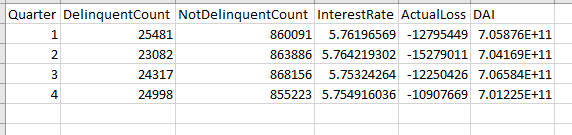 Quarter DelinquentCount NotDelinquentCount InterestRate ActualLoss DAI
1 25481 860091 5.76196569 -12795449 7.05876E+11
2 23082 863886 5.764219302 -15279011 7.04169E+11
3 24317 868156 5.75324264 -12250426 7.06584E+11
4 24998 855223 5.754916036 -10907669 7.01225E+11